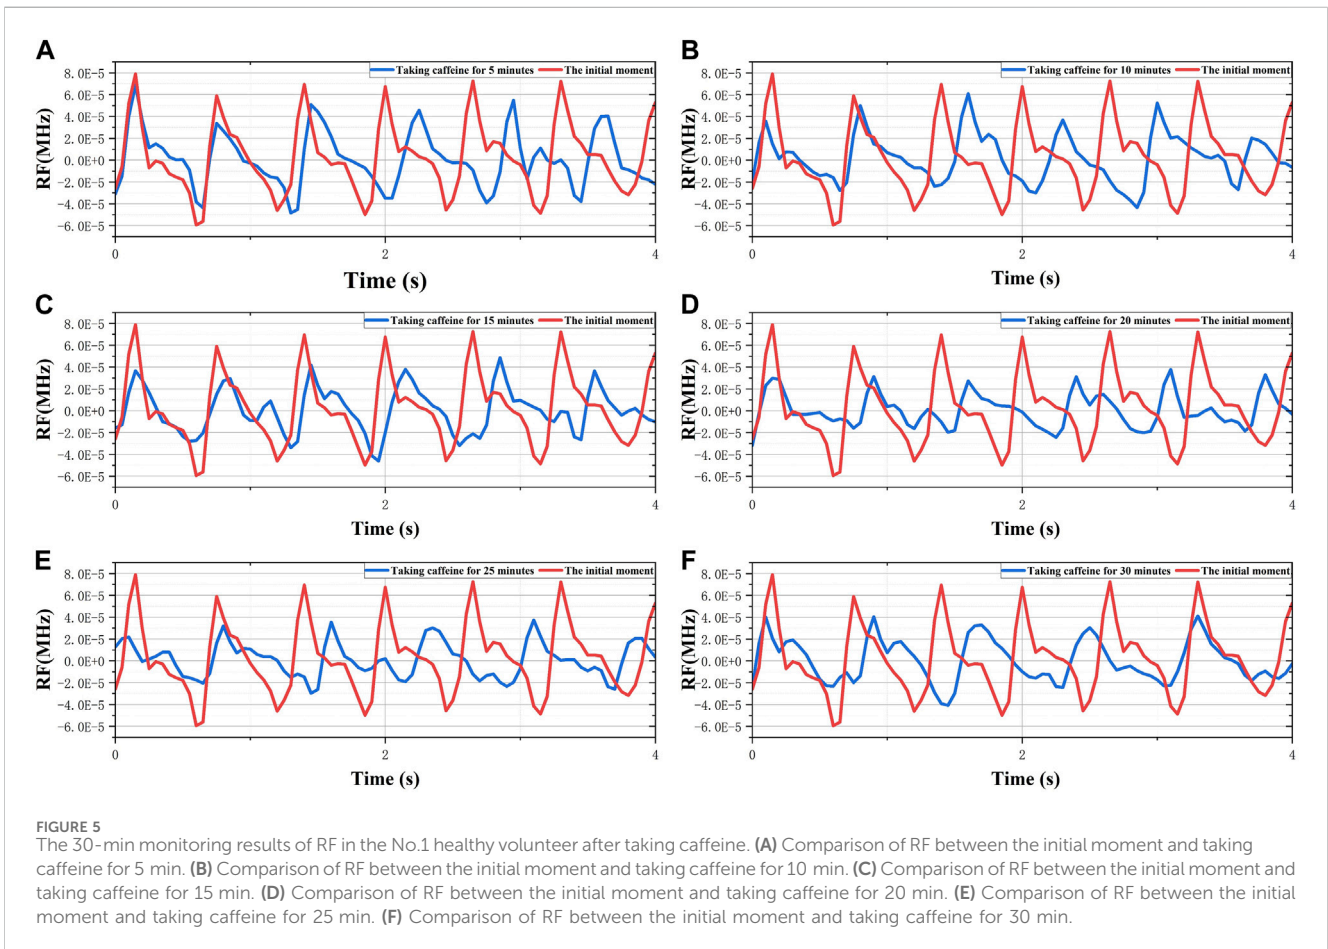 A
B
Taking caffeine for 5 minutes The initial moment
Taking caffeine for 10 minutes The initial moment
RF(MHz)
8.0E-5
6.0E-5
4.0E-5
2.0E-5
0.0E+0
-2.0E-5
-4.0E-5
-6.0E-5
0 2 4
Time (s)
RF(MHz)
8.0E-5
6.0E-5
4.0E-5
2.0E-5
0.0E+0
-2.0E-5
-4.0E-5
-6.0E-5
0 2 4
Time (s)
C
D
Taking caffeine for 15 minutes The initial moment
Taking caffeine for 20 minutes The initial moment
RF(MHz)
8.0E-5
6.0E-5
4.0E-5
2.0E-5
0.0E+0
-2.0E-5
-4.0E-5
-6.0E-5
0 2 4
Time (s)
RF(MHz)
8.0E-5
6.0E-5
4.0E-5
2.0E-5
0.0E+0
-2.0E-5
-4.0E-5
-6.0E-5
0 2 4
Time (s)
E
F
Taking caffeine for 25 minutes The initial moment
Taking caffeine for 30 minutes The initial moment
RF(MHz)
8.0E-5
6.0E-5
4.0E-5
2.0E-5
0.0E+0
-2.0E-5
-4.0E-5
-6.0E-5
0 2 4
Time (s)
RF(MHz)
8.0E-5
6.0E-5
4.0E-5
2.0E-5
0.0E+0
-2.0E-5
-4.0E-5
-6.0E-5
0 2 4
Time (s)
FIGURE 5
The 30-min monitoring results of RF in the No.1 healthy volunteer after taking caffeine. (A) Comparison of RF between the initial moment and taking
caffeine for 5 min. (B) Comparison of RF between the initial moment and taking caffeine for 10 min. (C) Comparison of RF between the initial moment and
taking caffeine for 15 min. (D) Comparison of RF between the initial moment and taking caffeine for 20 min. (E) Comparison of RF between the initial
moment and taking caffeine for 25 min. (F) Comparison of RF between the initial moment and taking caffeine for 30 min.